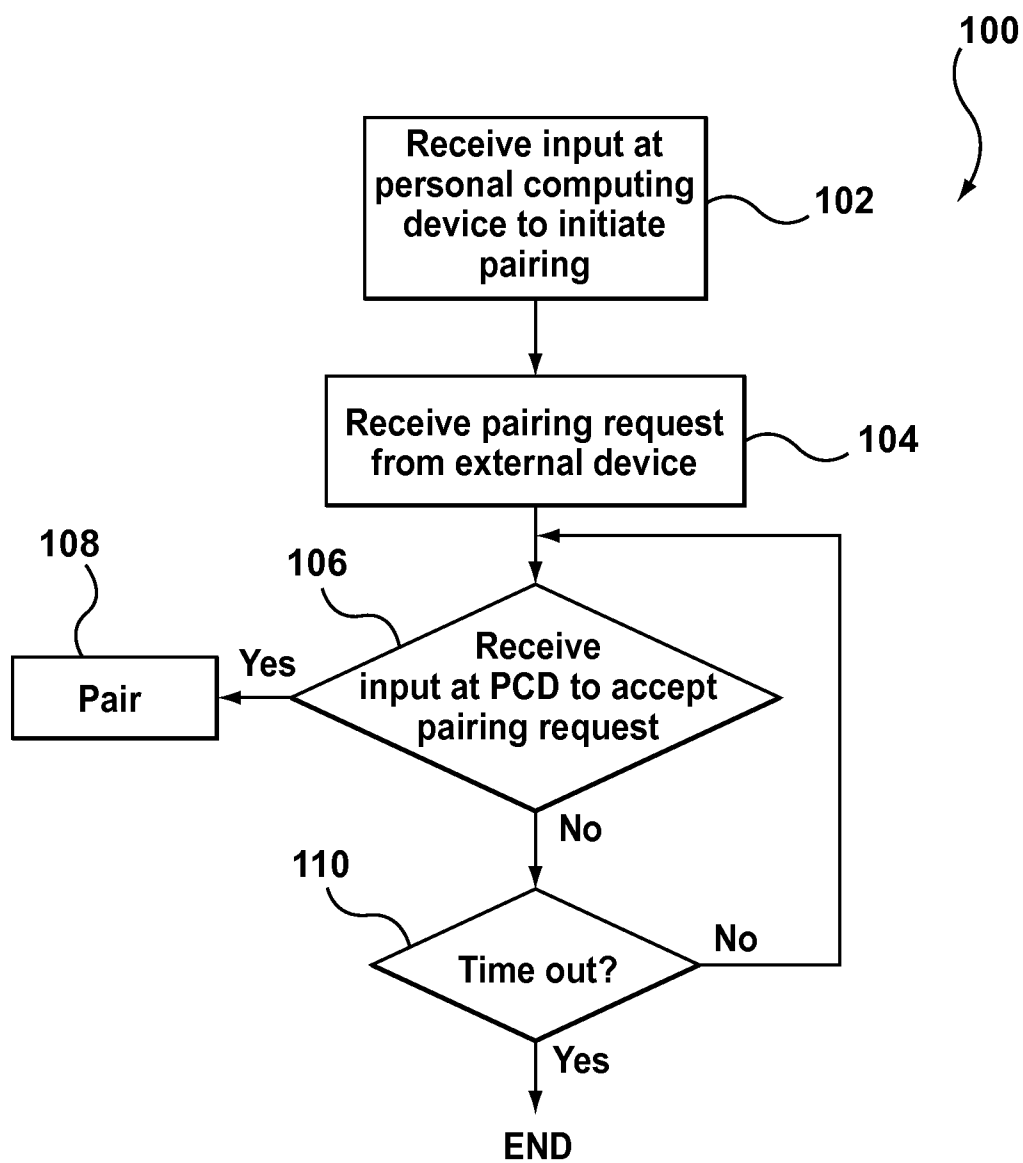 100
Receive input at
personal computing
device to initiate
pairing
102
Receive pairing request
from external device
104
108
106
Pair
Yes
Receive
input at PCD to accept
pairing request
No
110
Time out?
No
Yes
END